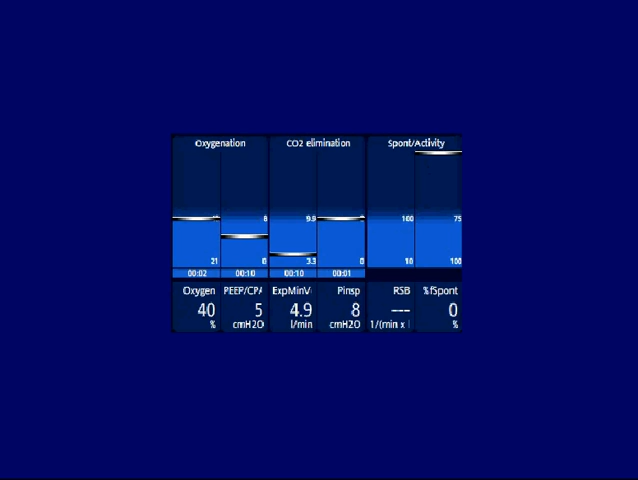 Oxygenation CO2 elimination Spont/Activity
8 9.9 100 75
21 0 3.3 0 10 100
00:02 00:10 00:10 00:01
Oxygen PEEP/CPA ExpMinV Pinsp RSB %fSpont
40 5 4.9 8 --- 0
% cmH2O l/min cmH2O 1/(min x l %